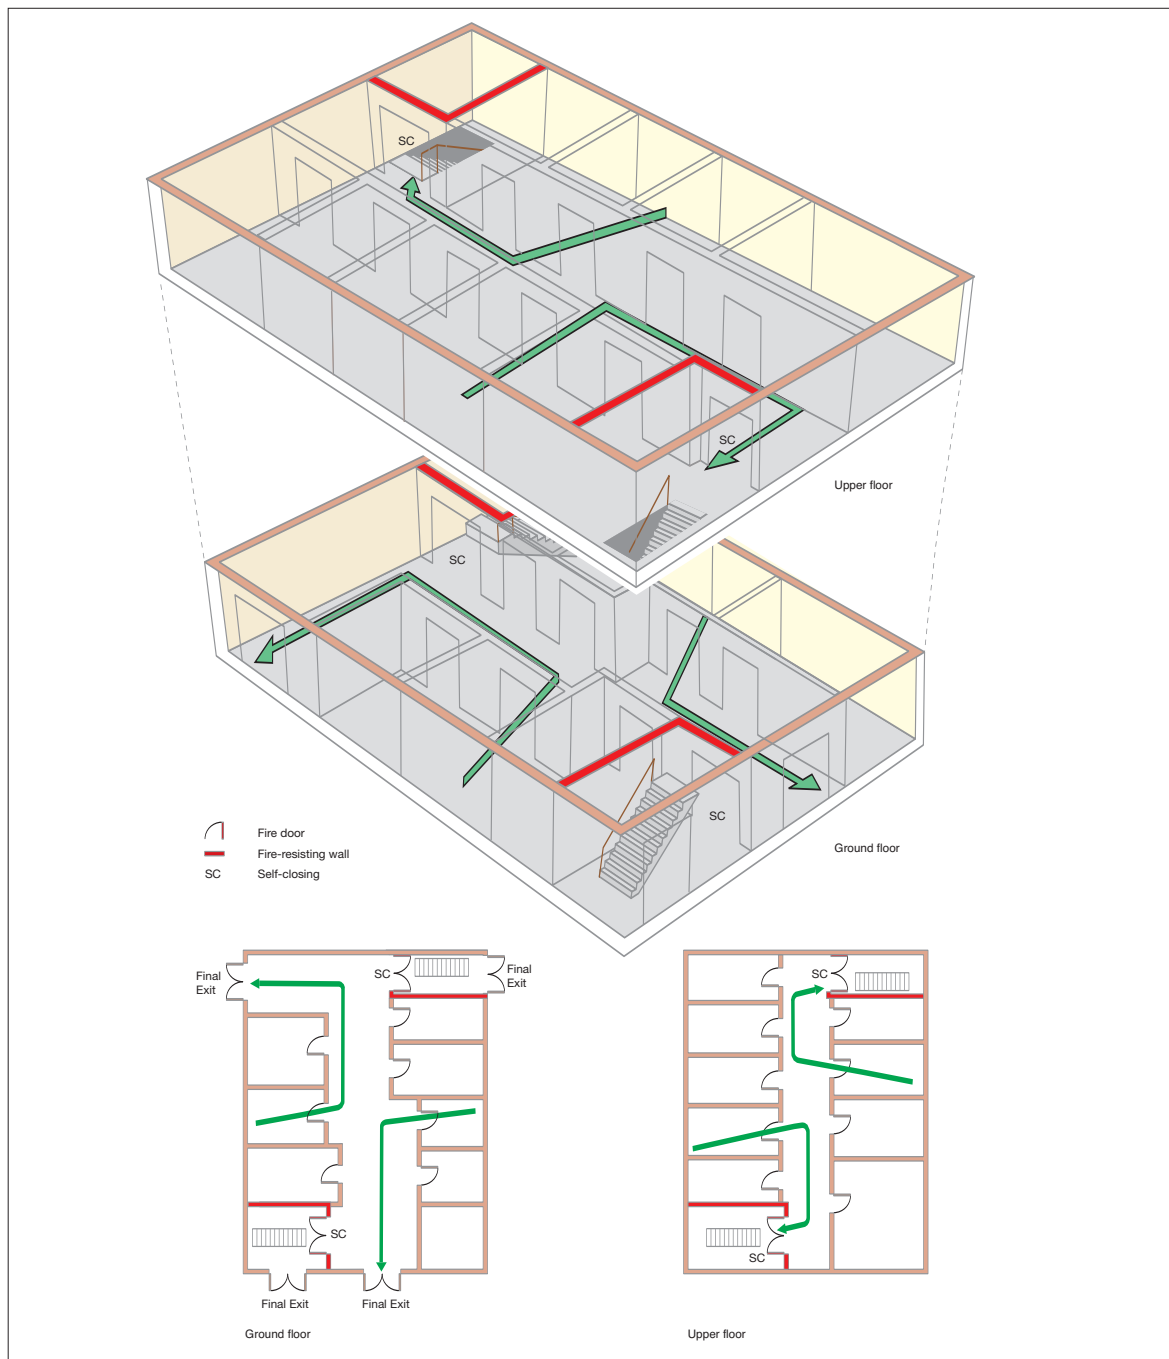 SC
SC
Upper floor
SC
SC
Ground floor
Fire door
Fire-resisting wall
SC
Self-closing
Final
Exit
SC
Final
Exit
SC
Final Exit
Final Exit
Ground floor
SC
SC
Upper floor